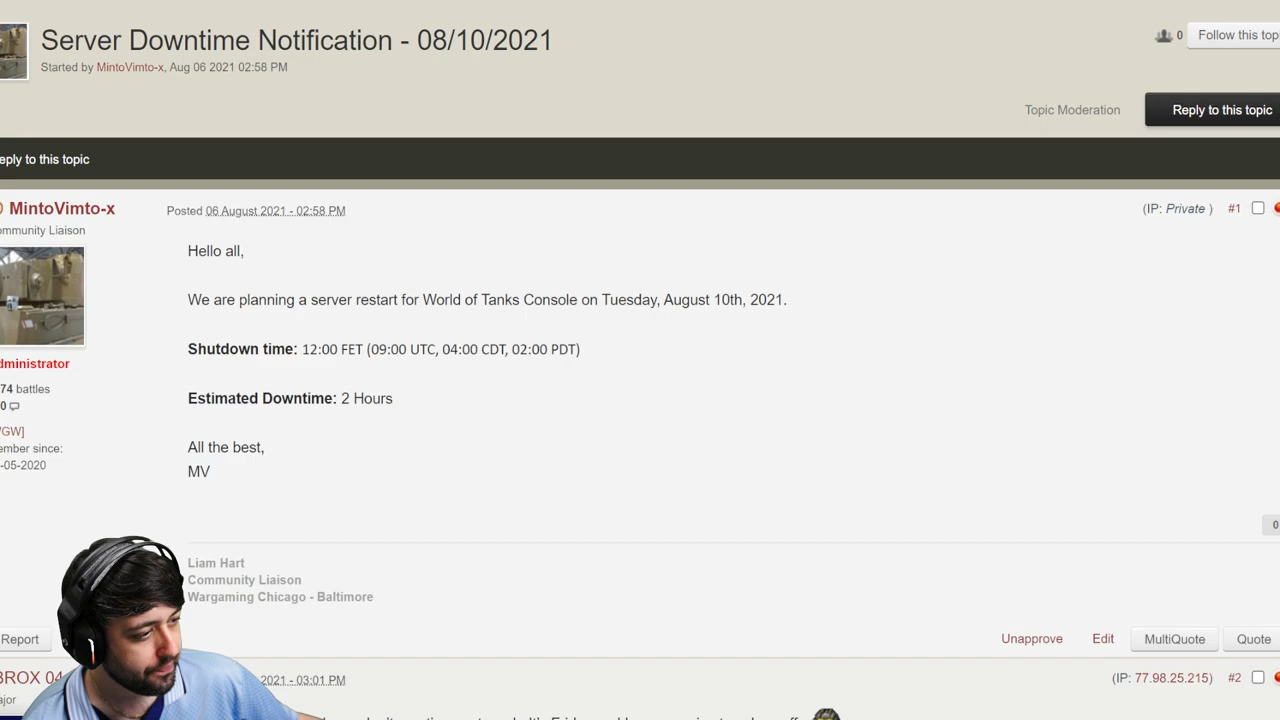 Server Downtime Notification - 08/10/2021
Started by MintoVimto-x, Aug 06 2021 02:58 PM
0
Follow this top
Topic Moderation
Reply to this topic
eply to this topic
MintoVimto-x
ommunity Liaison
dministrator
74 battles
0
/GW]
ember since:
-05-2020
Posted 06 August 2021 - 02:58 PM
(IP: Private ) #1
Hello all,
We are planning a server restart for World of Tanks Console on Tuesday, August 10th, 2021.
Shutdown time: 12:00 FET (09:00 UTC, 04:00 CDT, 02:00 PDT)
Estimated Downtime: 2 Hours
All the best,
MV
0
Liam Hart
Community Liaison
Wargaming Chicago - Baltimore
Report
Unapprove Edit MultiQuote Quote
BROX 04
ajor
2021 - 03:01 PM
(IP: 77.98.25.215) #2